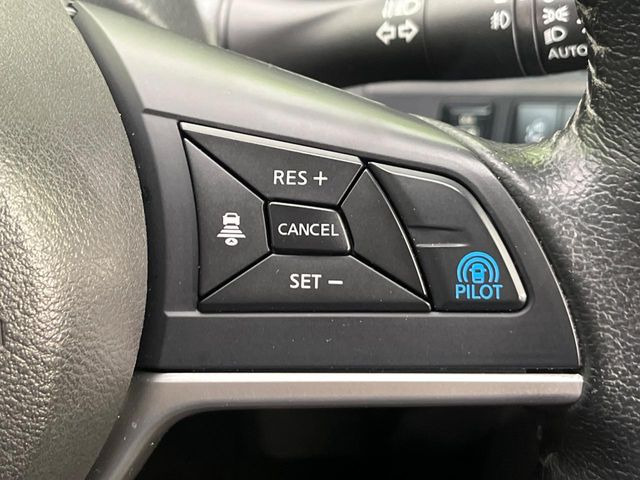 AUTO
RES +
CANCEL
SET −
PILOT